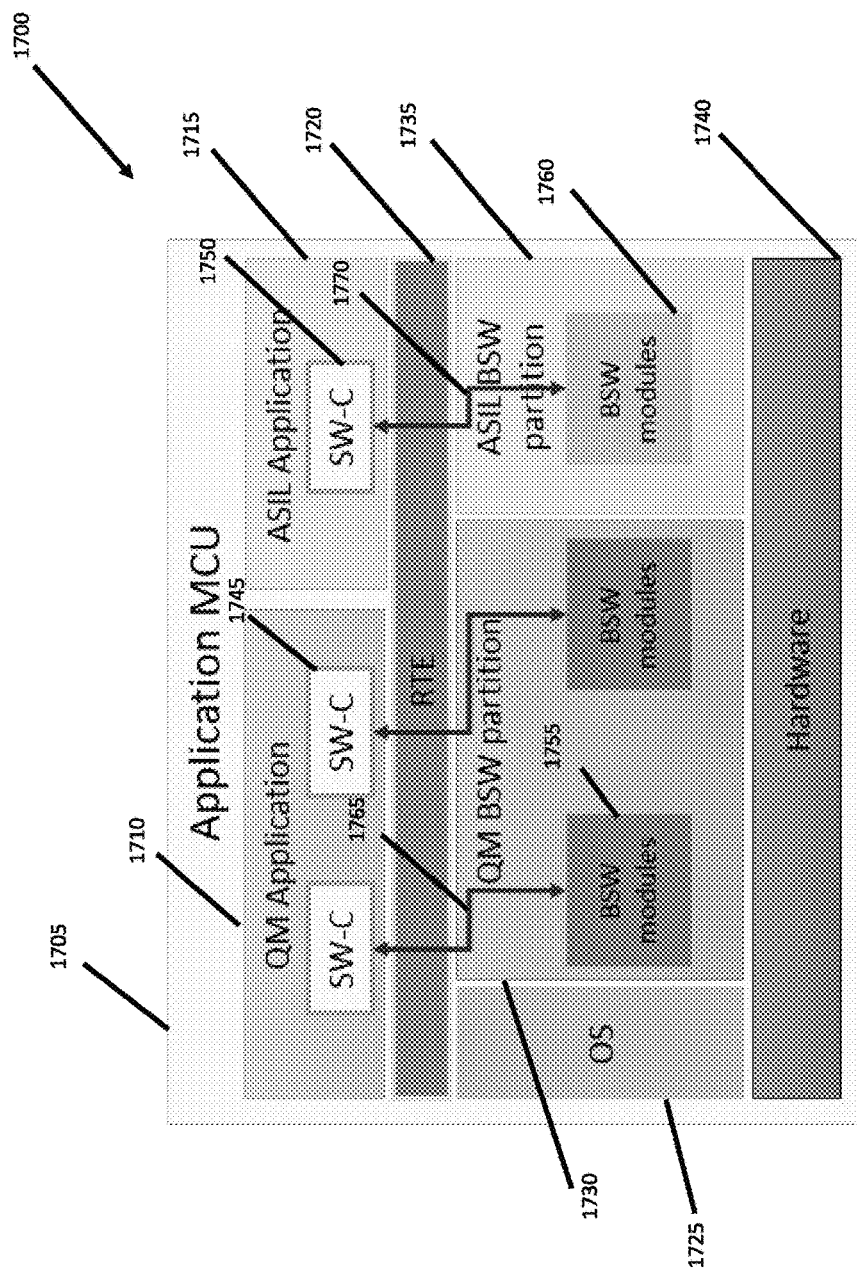 1700
1705
Application MCU
1710
QM Application
1745
ASIL Application
1715
1750
SW-C
SW-C
SW-C
1765
1770
1720
RTE
1735
OS
QM BSW partition
ASIL BSW
partition
1755
1760
BSW
modules
BSW
modules
BSW
modules
1740
Hardware
1730
1725